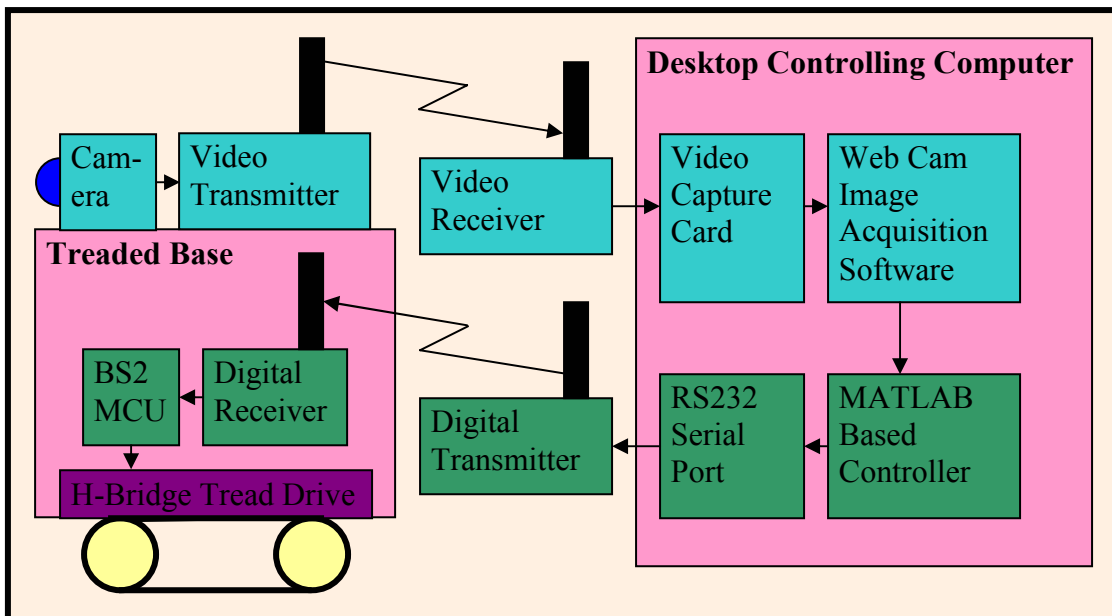 Desktop Controlling Computer
Cam-
era
Video
Transmitter
Video
Receiver
Video
Capture
Card
Web Cam
Image
Acquisition
Software
Treaded Base
BS2
MCU
Digital
Receiver
Digital
Transmitter
RS232
Serial
Port
MATLAB
Based
Controller
H-Bridge Tread Drive